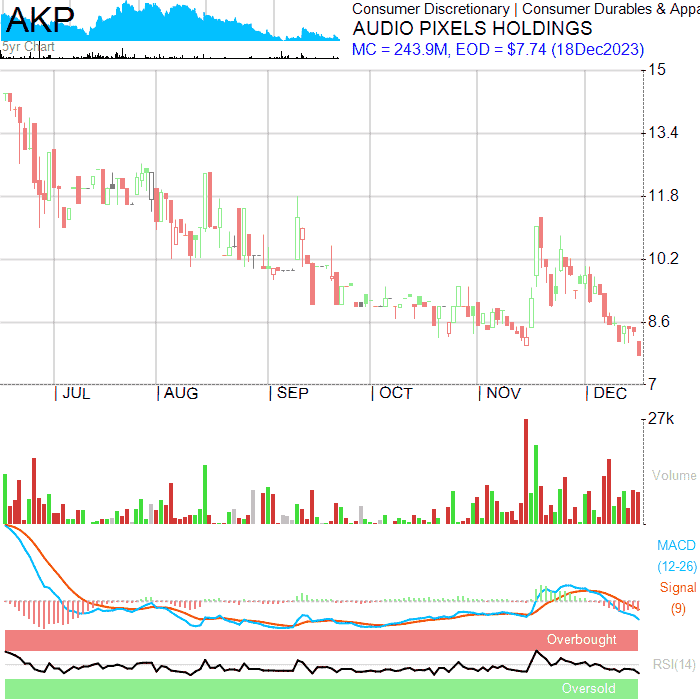 AKP
5yr Chart
Consumer Discretionary | Consumer Durables & Appa
AUDIO PIXELS HOLDINGS
MC = 243.9M, EOD = $7.74 (18Dec2023)
15
13.4
11.8
10.2
8.6
7
| JUL | AUG | SEP | OCT | NOV | DEC
27k
Volume
MACD
(12-26)
Signal
(9)
Overbought
RSI(14)
Oversold